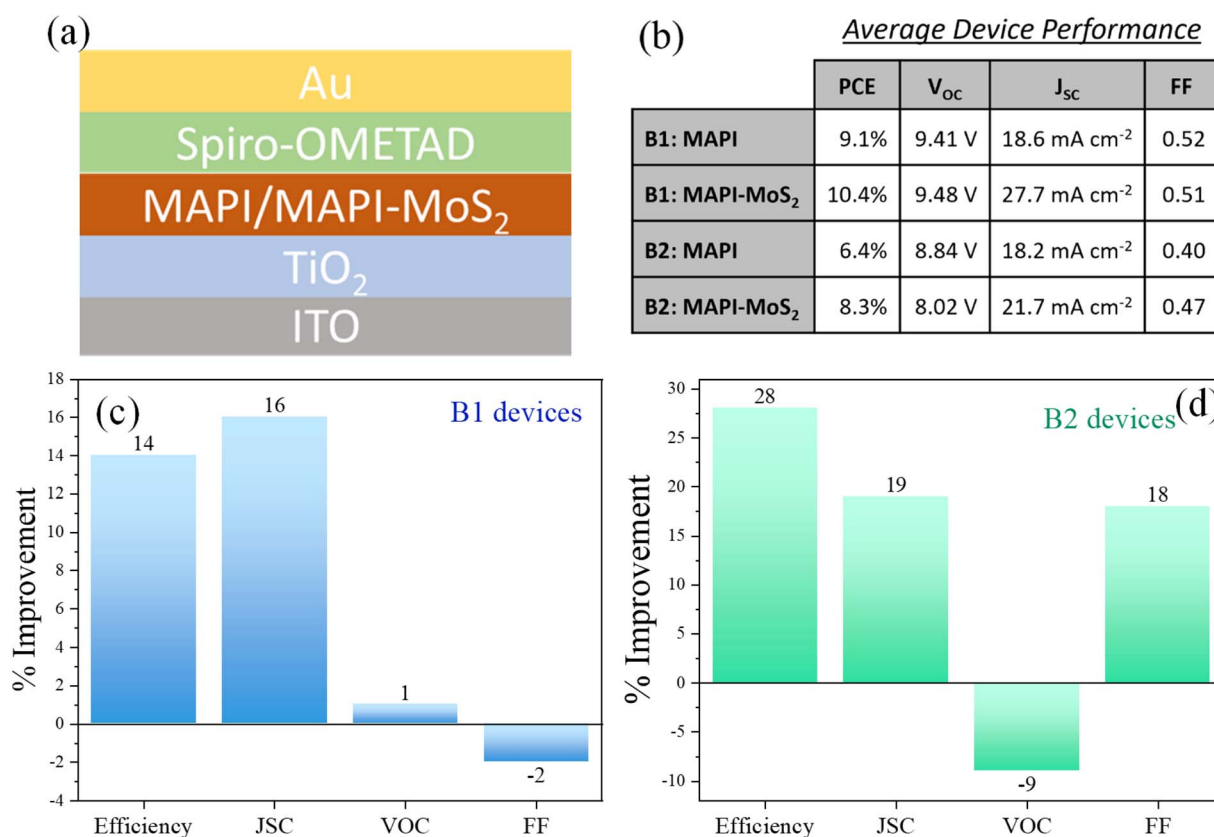 (a)
Au
Spiro-OMETAD
MAPI/MAPI-MoS₂
TiO₂
ITO
(b)
Average Device Performance
PCE V_OC J_SC FF
B1: MAPI 9.1% 9.41 V 18.6 mA cm⁻² 0.52
B1: MAPI-MoS₂ 10.4% 9.48 V 27.7 mA cm⁻² 0.51
B2: MAPI 6.4% 8.84 V 18.2 mA cm⁻² 0.40
B2: MAPI-MoS₂ 8.3% 8.02 V 21.7 mA cm⁻² 0.47
(c)
B1 devices
% Improvement
18
16
14
12
10
8
6
4
2
0
-2
-4
14
16
1
-2
Efficiency JSC VOC FF
(d)
B2 devices
% Improvement
30
25
20
15
10
5
0
-5
-10
28
19
-9
18
Efficiency JSC VOC FF